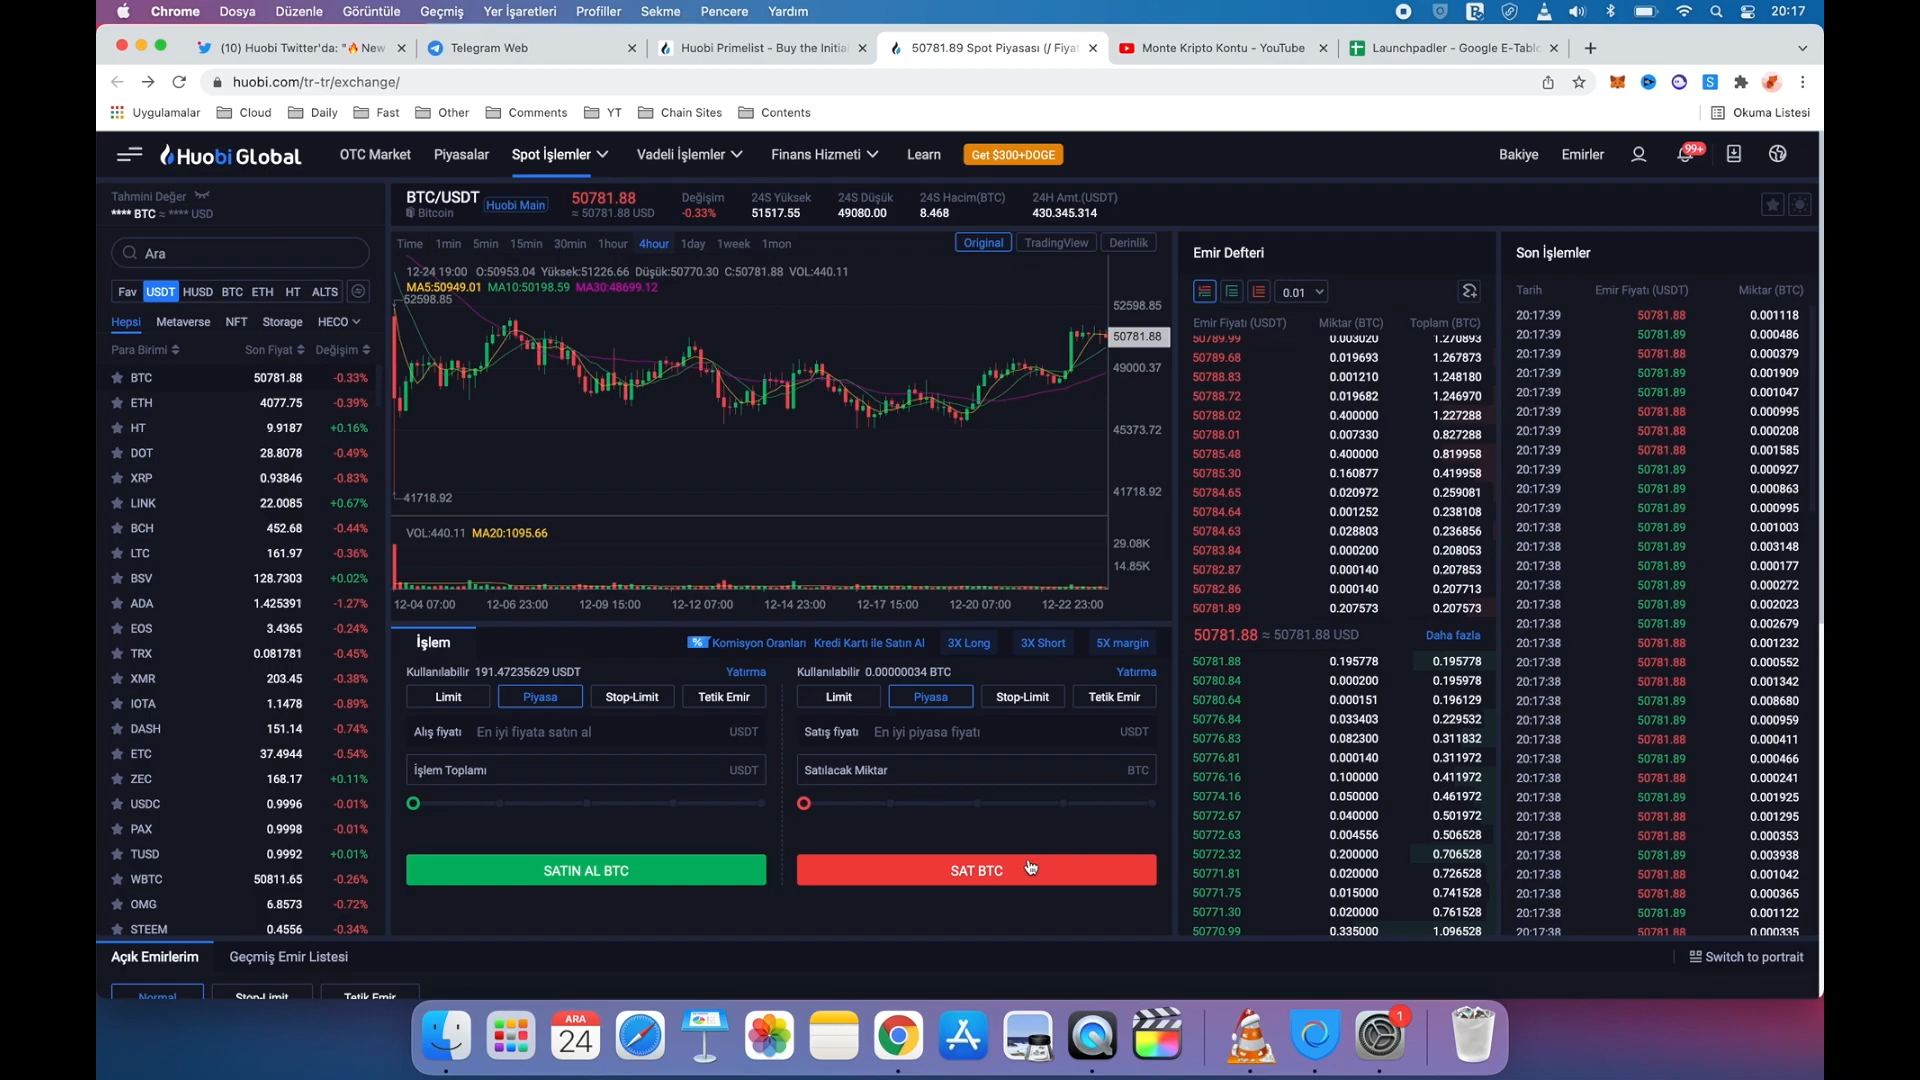 Chrome Dosya Düzenle Görüntüle Geçmiş Yer İşaretleri Profiller Sekme Pencere Yardım 20:17
(10) Huobi Twitter'da: "🔥New Telegram Web Huobi Primelist - Buy the Initia 50781.89 Spot Piyasası (/ Fiyat Monte Kripto Kontu - YouTube Launchpadler - Google E-Tablo
huobi.com/tr-tr/exchange/
Uygulamalar Cloud Daily Fast Other Comments YT Chain Sites Contents Okuma Listesi
Huobi Global OTC Market Piyasalar Spot İşlemler Vadeli İşlemler Finans Hizmeti Learn Get $300+DOGE Bakiye Emirler 99+
Tahmini Değer
**** BTC ≈ **** USD
Ara
Fav USDT HUSD BTC ETH HT ALTS
Hepsi Metaverse NFT Storage HECO
Para Birimi Son Fiyat Değişim
BTC 50781.88 -0.33%
ETH 4077.75 -0.39%
HT 9.9187 +0.16%
DOT 28.8078 -0.49%
XRP 0.93846 -0.83%
LINK 22.0085 +0.67%
BCH 452.68 -0.44%
LTC 161.97 -0.36%
BSV 128.7303 +0.02%
ADA 1.425391 -1.27%
EOS 3.4365 -0.24%
TRX 0.081781 -0.45%
XMR 203.45 -0.38%
IOTA 1.1478 -0.89%
DASH 151.14 -0.74%
ETC 37.4944 -0.54%
ZEC 168.17 +0.11%
USDC 0.9996 -0.01%
PAX 0.9998 -0.01%
TUSD 0.9992 +0.01%
WBTC 50811.65 -0.26%
OMG 6.8573 -0.72%
STEEM 0.4556 -0.34%
BTC/USDT Huobi Main 50781.88 Değişim 24S Yüksek 24S Düşük 24S Hacim(BTC) 24H Amt.(USDT)
Bitcoin ≈ 50781.88 USD -0.33% 51517.55 49080.00 8.468 430.345.314
Time 1min 5min 15min 30min 1hour 4hour 1day 1week 1mon Original TradingView Derinlik
12-24 19:00 O:50953.04 Yüksek:51226.66 Düşük:50770.30 C:50781.88 VOL:440.11
MA5:50949.01 MA10:50198.59 MA30:48699.12
52598.85 52598.85
50781.88
49000.37
45373.72
41718.92 41718.92
VOL:440.11 MA20:1095.66
29.08K
14.85K
12-04 07:00 12-06 23:00 12-09 15:00 12-12 07:00 12-14 23:00 12-17 15:00 12-20 07:00 12-22 23:00
İşlem % Komisyon Oranları Kredi Kartı ile Satın Al 3X Long 3X Short 5X margin
Kullanılabilir 191.47235629 USDT Yatırma Kullanılabilir 0.00000034 BTC Yatırma
Limit Piyasa Stop-Limit Tetik Emir Limit Piyasa Stop-Limit Tetik Emir
Alış fiyatı En iyi fiyata satın al USDT Satış fiyatı En iyi piyasa fiyatı USDT
İşlem Toplamı USDT Satılacak Miktar BTC
SATIN AL BTC SAT BTC
Emir Defteri
0.01
Emir Fiyatı (USDT) Miktar (BTC) Toplam (BTC)
50789.99 0.003020 1.270893
50789.68 0.019693 1.267873
50788.83 0.001210 1.248180
50788.72 0.019682 1.246970
50788.02 0.400000 1.227288
50788.01 0.007330 0.827288
50785.48 0.400000 0.819958
50785.30 0.160877 0.419958
50784.65 0.020972 0.259081
50784.64 0.001252 0.238108
50784.63 0.028803 0.236856
50783.84 0.000200 0.208053
50782.87 0.000140 0.207853
50782.86 0.000140 0.207713
50781.89 0.207573 0.207573
50781.88 ≈ 50781.88 USD Daha fazla
50781.88 0.195778 0.195778
50780.84 0.000200 0.195978
50780.64 0.000151 0.196129
50776.84 0.033403 0.229532
50776.83 0.082300 0.311832
50776.81 0.000140 0.311972
50776.16 0.100000 0.411972
50774.16 0.050000 0.461972
50772.67 0.040000 0.501972
50772.63 0.004556 0.506528
50772.32 0.200000 0.706528
50771.81 0.020000 0.726528
50771.75 0.015000 0.741528
50771.30 0.020000 0.761528
50770.99 0.335000 1.096528
Son İşlemler
Tarih Emir Fiyatı (USDT) Miktar (BTC)
20:17:39 50781.88 0.001118
20:17:39 50781.89 0.000486
20:17:39 50781.88 0.000379
20:17:39 50781.89 0.001909
20:17:39 50781.89 0.001047
20:17:39 50781.88 0.000995
20:17:39 50781.89 0.000208
20:17:39 50781.88 0.001585
20:17:39 50781.89 0.000927
20:17:39 50781.89 0.000863
20:17:39 50781.89 0.000995
20:17:38 50781.89 0.001003
20:17:38 50781.89 0.003148
20:17:38 50781.89 0.000177
20:17:38 50781.89 0.000272
20:17:38 50781.89 0.002023
20:17:38 50781.89 0.002679
20:17:38 50781.88 0.001232
20:17:38 50781.88 0.000552
20:17:38 50781.88 0.001342
20:17:38 50781.89 0.008680
20:17:38 50781.89 0.000959
20:17:38 50781.88 0.000411
20:17:38 50781.89 0.000466
20:17:38 50781.88 0.000241
20:17:38 50781.89 0.001925
20:17:38 50781.88 0.001295
20:17:38 50781.88 0.000353
20:17:38 50781.89 0.003938
20:17:38 50781.88 0.001042
20:17:38 50781.88 0.000365
20:17:38 50781.89 0.001122
20:17:38 50781.88 0.000335
Açık Emirlerim Geçmiş Emir Listesi Switch to portrait
Normal Stop-Limit Tetik Emir
ARA
24
1